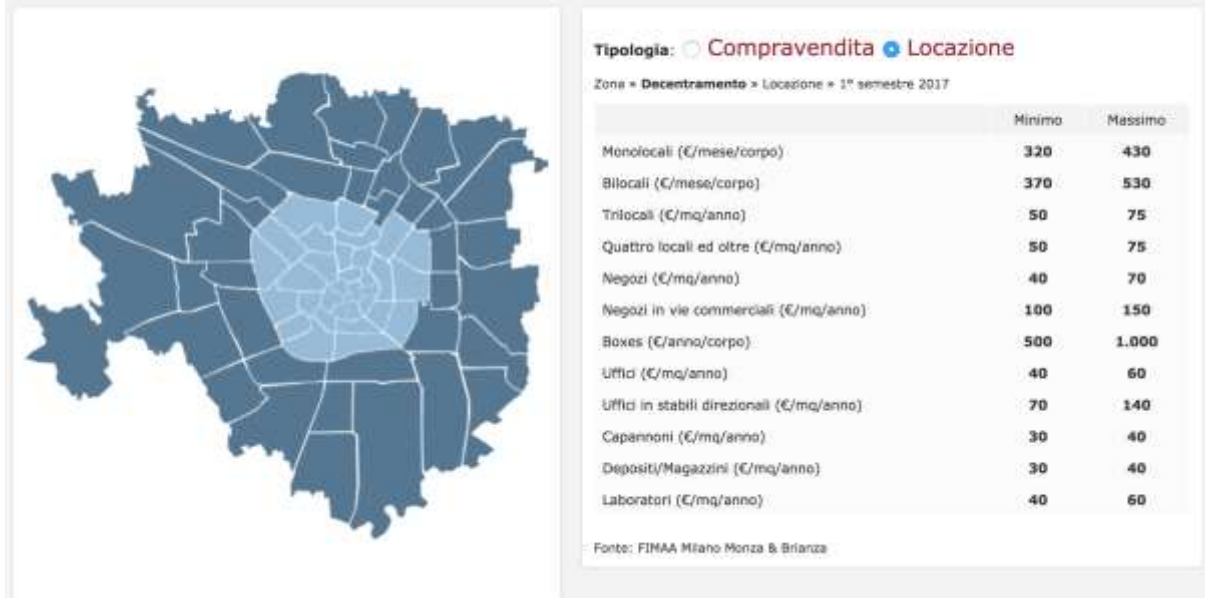 Tipologia: Compravendita Locazione
Zona » Decentramento » Locazione » 1° semestre 2017
Minimo Massimo
Monolocali (€/mese/corpo) 320 430
Bilocali (€/mese/corpo) 370 530
Trilocali (€/mq/anno) 50 75
Quattro locali ed oltre (€/mq/anno) 50 75
Negozi (€/mq/anno) 40 70
Negozi in vie commerciali (€/mq/anno) 100 150
Boxes (€/anno/corpo) 500 1.000
Uffici (€/mq/anno) 40 60
Uffici in stabili direzionali (€/mq/anno) 70 140
Capannoni (€/mq/anno) 30 40
Depositi/Magazzini (€/mq/anno) 30 40
Laboratori (€/mq/anno) 40 60
Fonte: FIMAA Milano Monza & Brianza